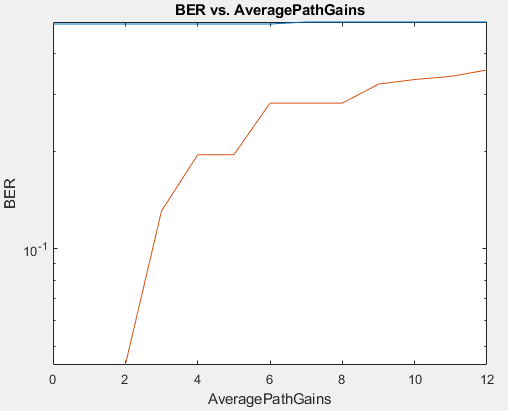 BER vs. AveragePathGains
BER
10-1
0 2 4 6 8 10 12
AveragePathGains